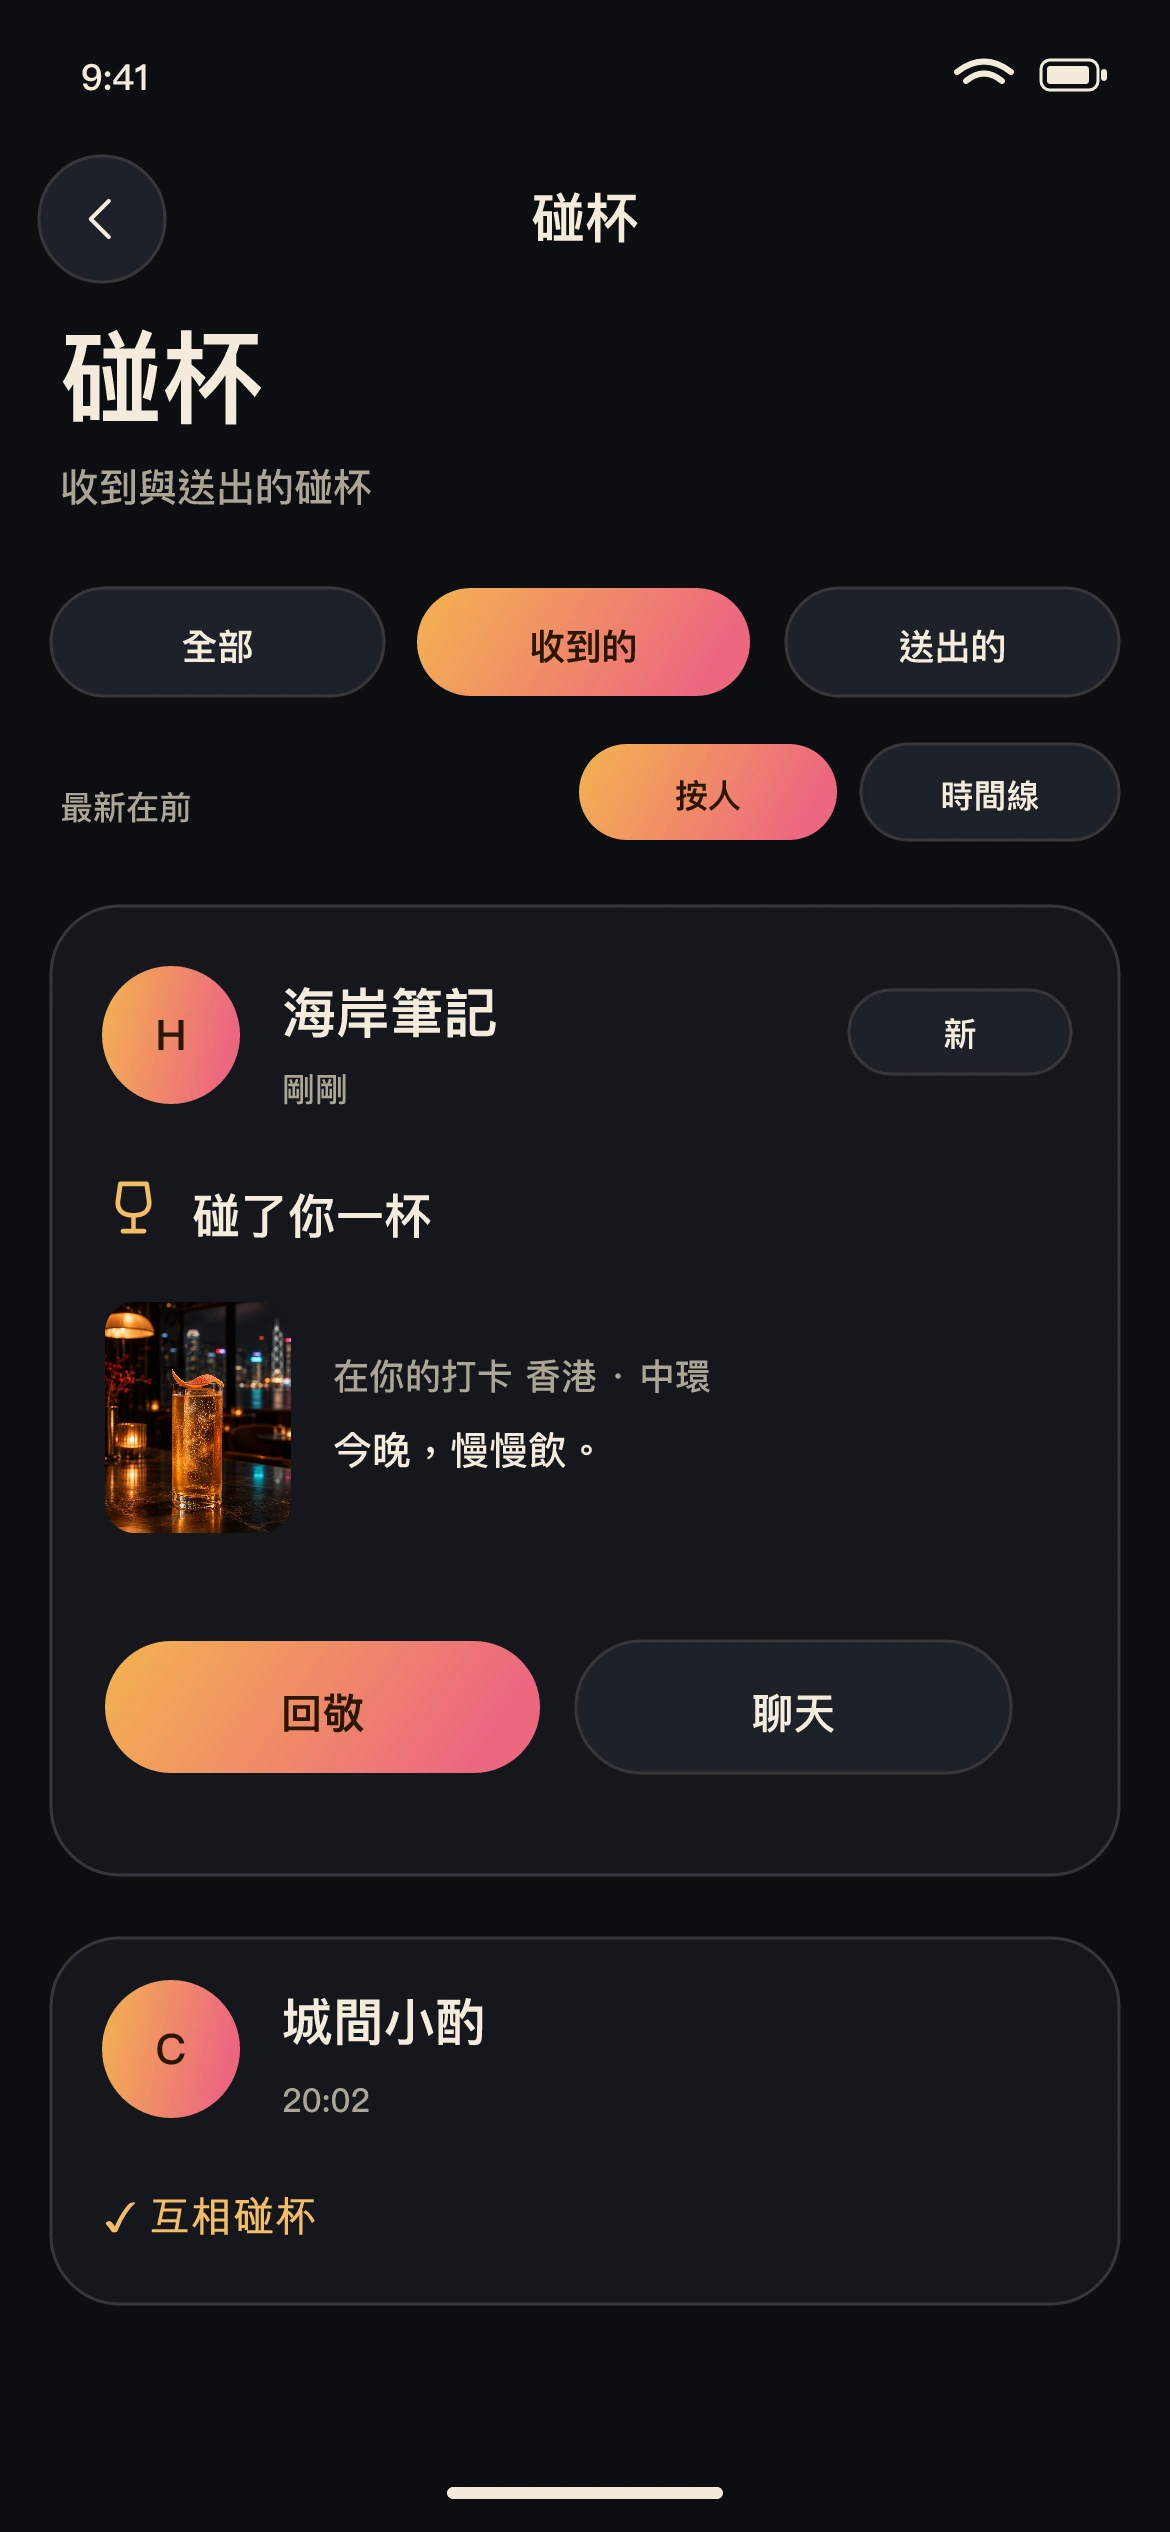 9:41
碰杯
碰杯
收到與送出的碰杯
全部
收到的
送出的
最新在前
按人
時間線
H
海岸筆記
新
剛剛
碰了你一杯
在你的打卡 香港 · 中環
今晚，慢慢飲。
回敬
聊天
C
城間小酌
20:02
✓ 互相碰杯